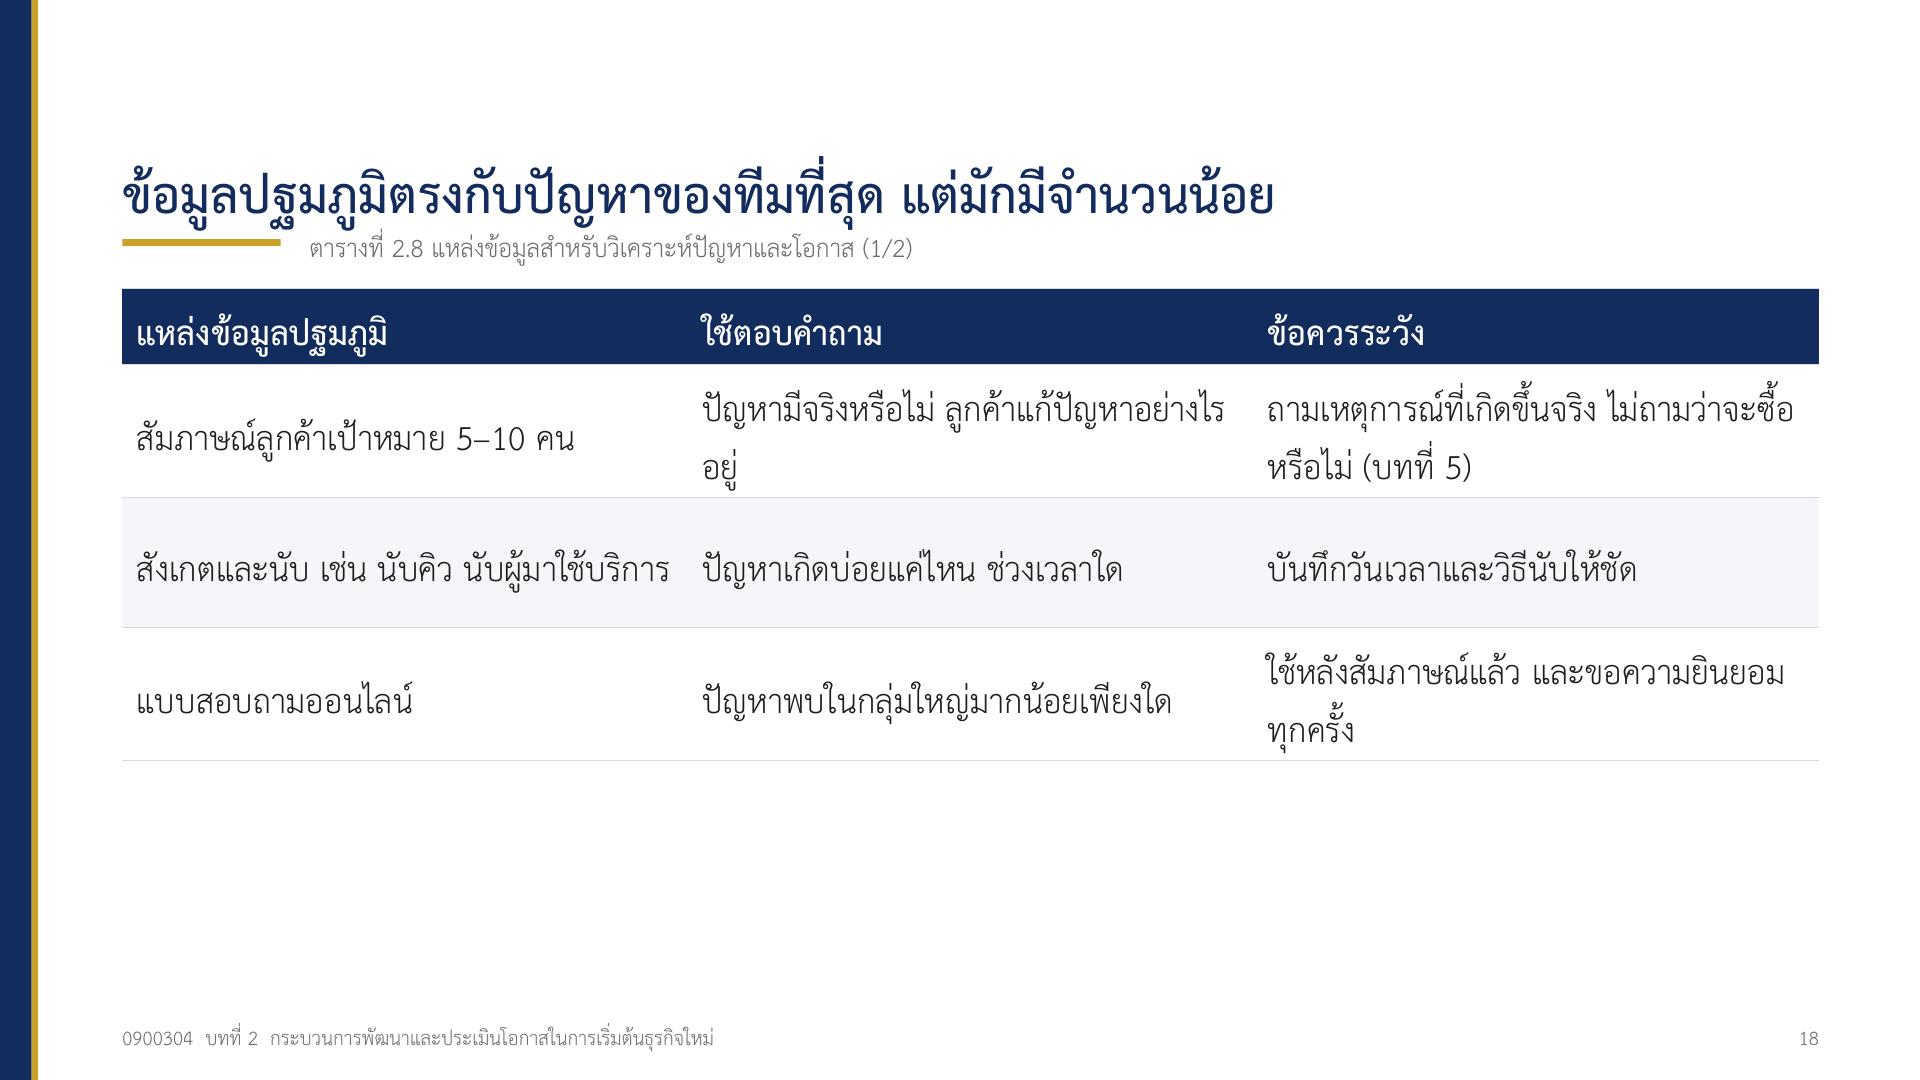 ข้อมูลปฐมภูมิตรงกับปัญหาของทีมที่สุด แต่มักมีจำนวนน้อย
ตารางที่ 2.8 แหล่งข้อมูลสำหรับวิเคราะห์ปัญหาและโอกาส (1/2)
แหล่งข้อมูลปฐมภูมิ
ใช้ตอบคำถาม
ข้อควรระวัง
สัมภาษณ์ลูกค้าเป้าหมาย 5–10 คน
ปัญหามีจริงหรือไม่ ลูกค้าแก้ปัญหาอย่างไร
อยู่
ถามเหตุการณ์ที่เกิดขึ้นจริง ไม่ถามว่าจะซื้อ
หรือไม่ (บทที่ 5)
สังเกตและนับ เช่น นับคิว นับผู้มาใช้บริการ
ปัญหาเกิดบ่อยแค่ไหน ช่วงเวลาใด
บันทึกวันเวลาและวิธีนับให้ชัด
แบบสอบถามออนไลน์
ปัญหาพบในกลุ่มใหญ่มากน้อยเพียงใด
ใช้หลังสัมภาษณ์แล้ว และขอความยินยอม
ทุกครั้ง
0900304 บทที่ 2 กระบวนการพัฒนาและประเมินโอกาสในการเริ่มต้นธุรกิจใหม่
18